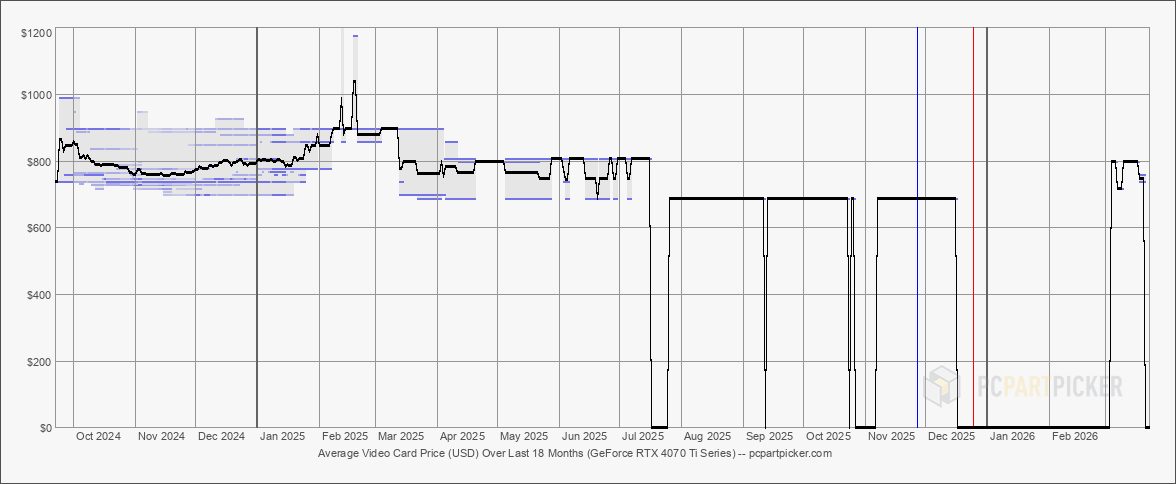 $1200
$1000
$800
$600
$400
$200
$0
PCPARTPICKER
Oct 2024 Nov 2024 Dec 2024 Jan 2025 Feb 2025 Mar 2025 Apr 2025 May 2025 Jun 2025 Jul 2025 Aug 2025 Sep 2025 Oct 2025 Nov 2025 Dec 2025 Jan 2026 Feb 2026
Average Video Card Price (USD) Over Last 18 Months (GeForce RTX 4070 Ti Series) -- pcpartpicker.com